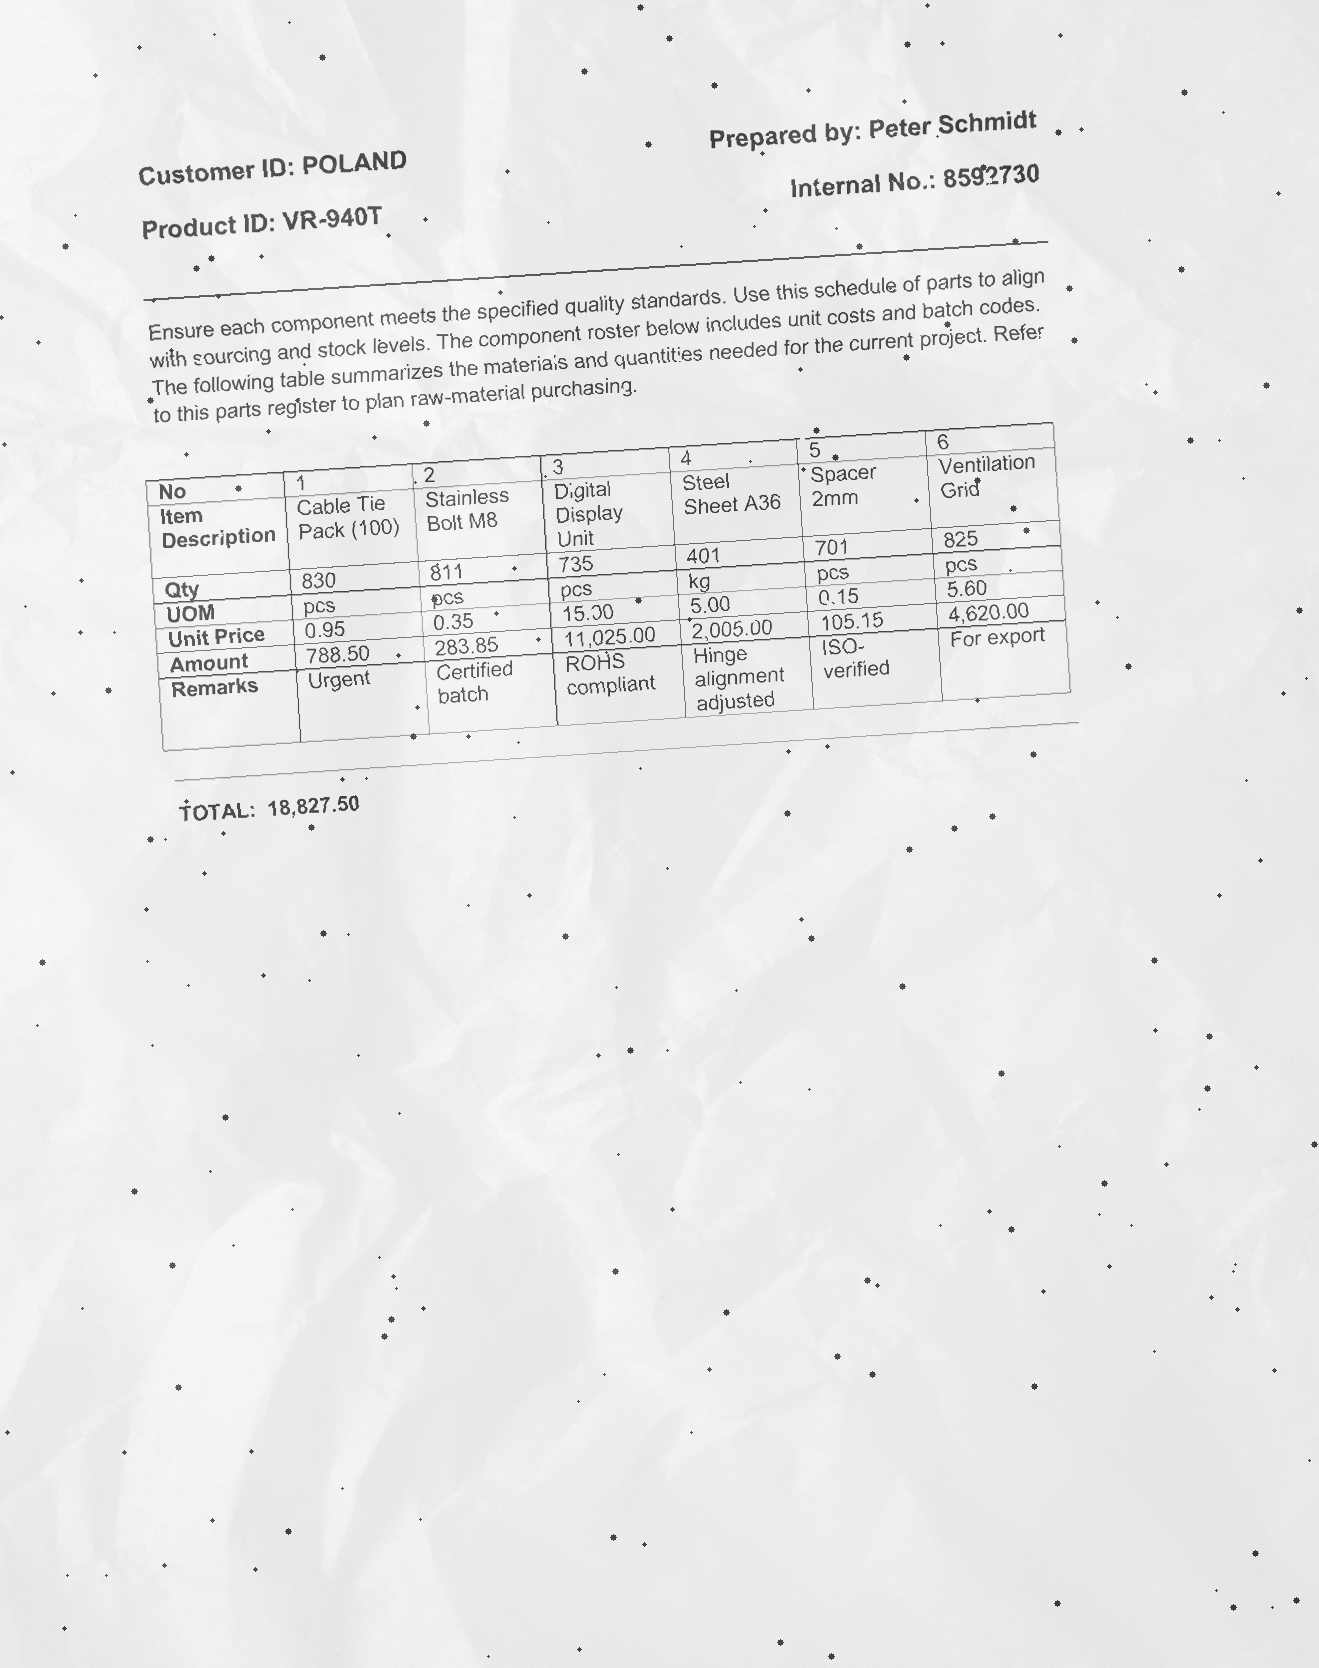 Customer ID: POLAND
Prepared by: Peter Schmidt
Product ID: VR-940T
Internal No.: 8592730
Ensure each component meets the specified quality standards. Use this schedule of parts to align
with sourcing and stock levels. The component roster below includes unit costs and batch codes.
The following table summarizes the materials and quantities needed for the current project. Refer
to this parts register to plan raw-material purchasing.
No 1 2 3 4 5 6
Item Description Cable Tie Pack (100) Stainless Bolt M8 Digital Display Unit Steel Sheet A36 Spacer 2mm Ventilation Grid
Qty 830 811 735 401 701 825
UOM pcs pcs pcs kg pcs pcs
Unit Price 0.95 0.35 15.00 5.00 0.15 5.60
Amount 788.50 283.85 11,025.00 2,005.00 105.15 4,620.00
Remarks Urgent Certified batch ROHS compliant Hinge alignment adjusted ISO-verified For export
TOTAL: 18,827.50